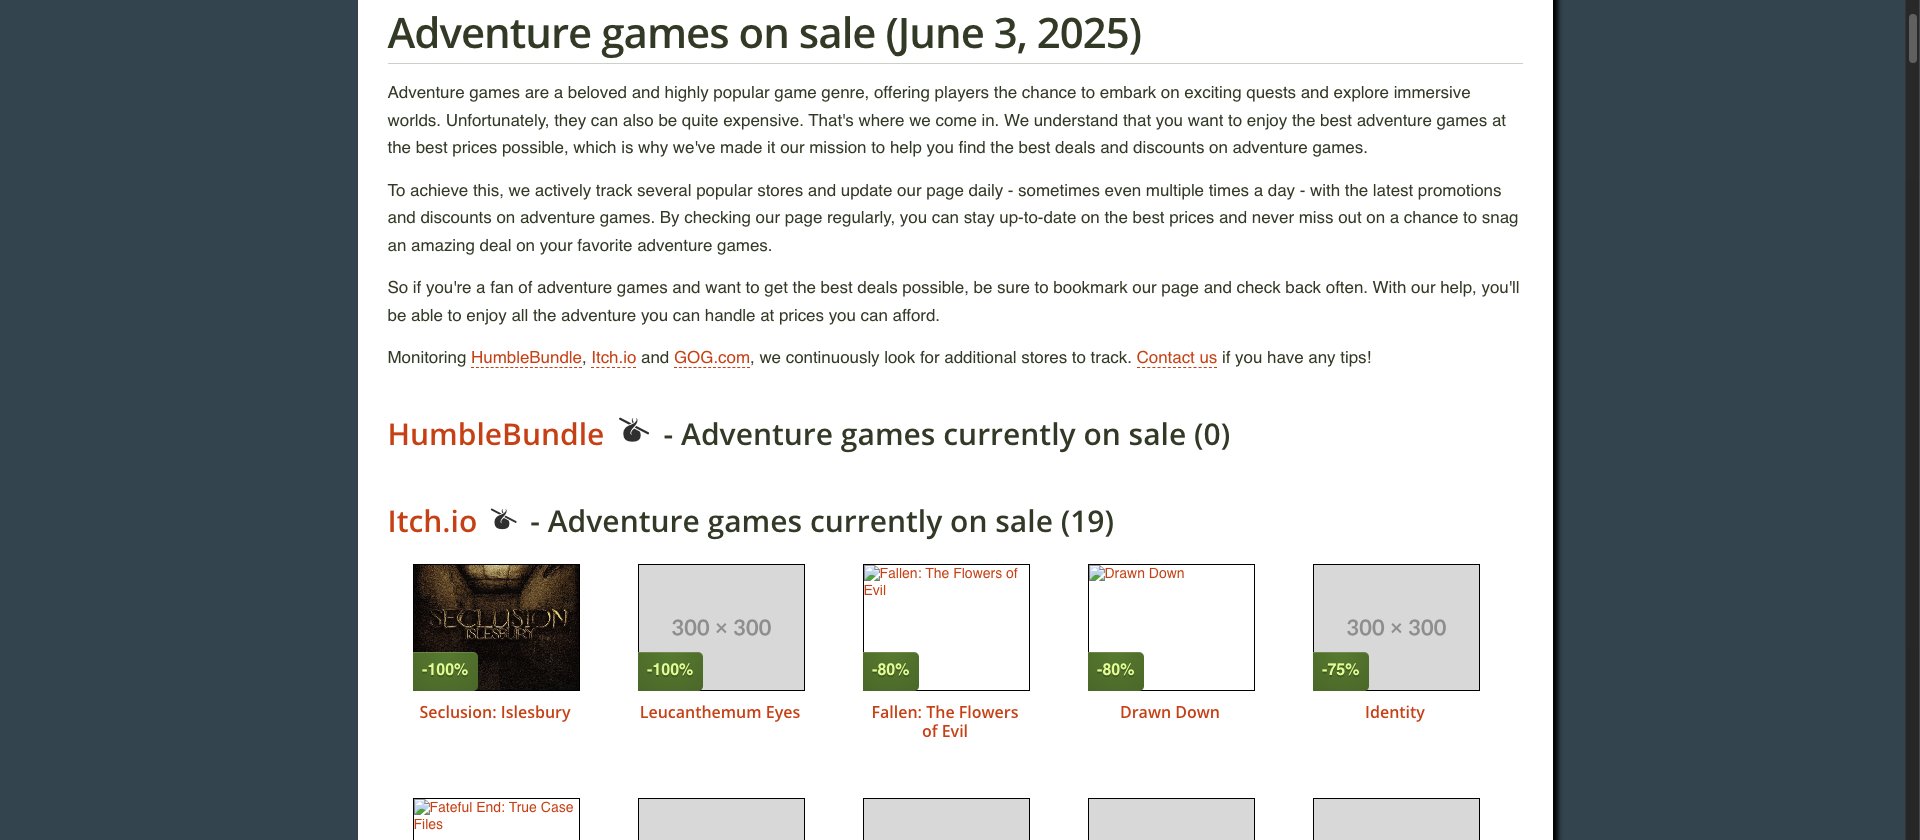 Adventure games on sale (June 3, 2025)
Adventure games are a beloved and highly popular game genre, offering players the chance to embark on exciting quests and explore immersive
worlds. Unfortunately, they can also be quite expensive. That's where we come in. We understand that you want to enjoy the best adventure games at
the best prices possible, which is why we've made it our mission to help you find the best deals and discounts on adventure games.
To achieve this, we actively track several popular stores and update our page daily - sometimes even multiple times a day - with the latest promotions
and discounts on adventure games. By checking our page regularly, you can stay up-to-date on the best prices and never miss out on a chance to snag
an amazing deal on your favorite adventure games.
So if you're a fan of adventure games and want to get the best deals possible, be sure to bookmark our page and check back often. With our help, you'll
be able to enjoy all the adventure you can handle at prices you can afford.
Monitoring HumbleBundle, Itch.io and GOG.com, we continuously look for additional stores to track. Contact us if you have any tips!
HumbleBundle - Adventure games currently on sale (0)
Itch.io - Adventure games currently on sale (19)
SECLUSION
ISLESBURY
-100%
Seclusion: Islesbury
300 × 300
-100%
Leucanthemum Eyes
Fallen: The Flowers of
Evil
-80%
Fallen: The Flowers
of Evil
Drawn Down
-80%
Drawn Down
300 × 300
-75%
Identity
Fateful End: True Case
Files